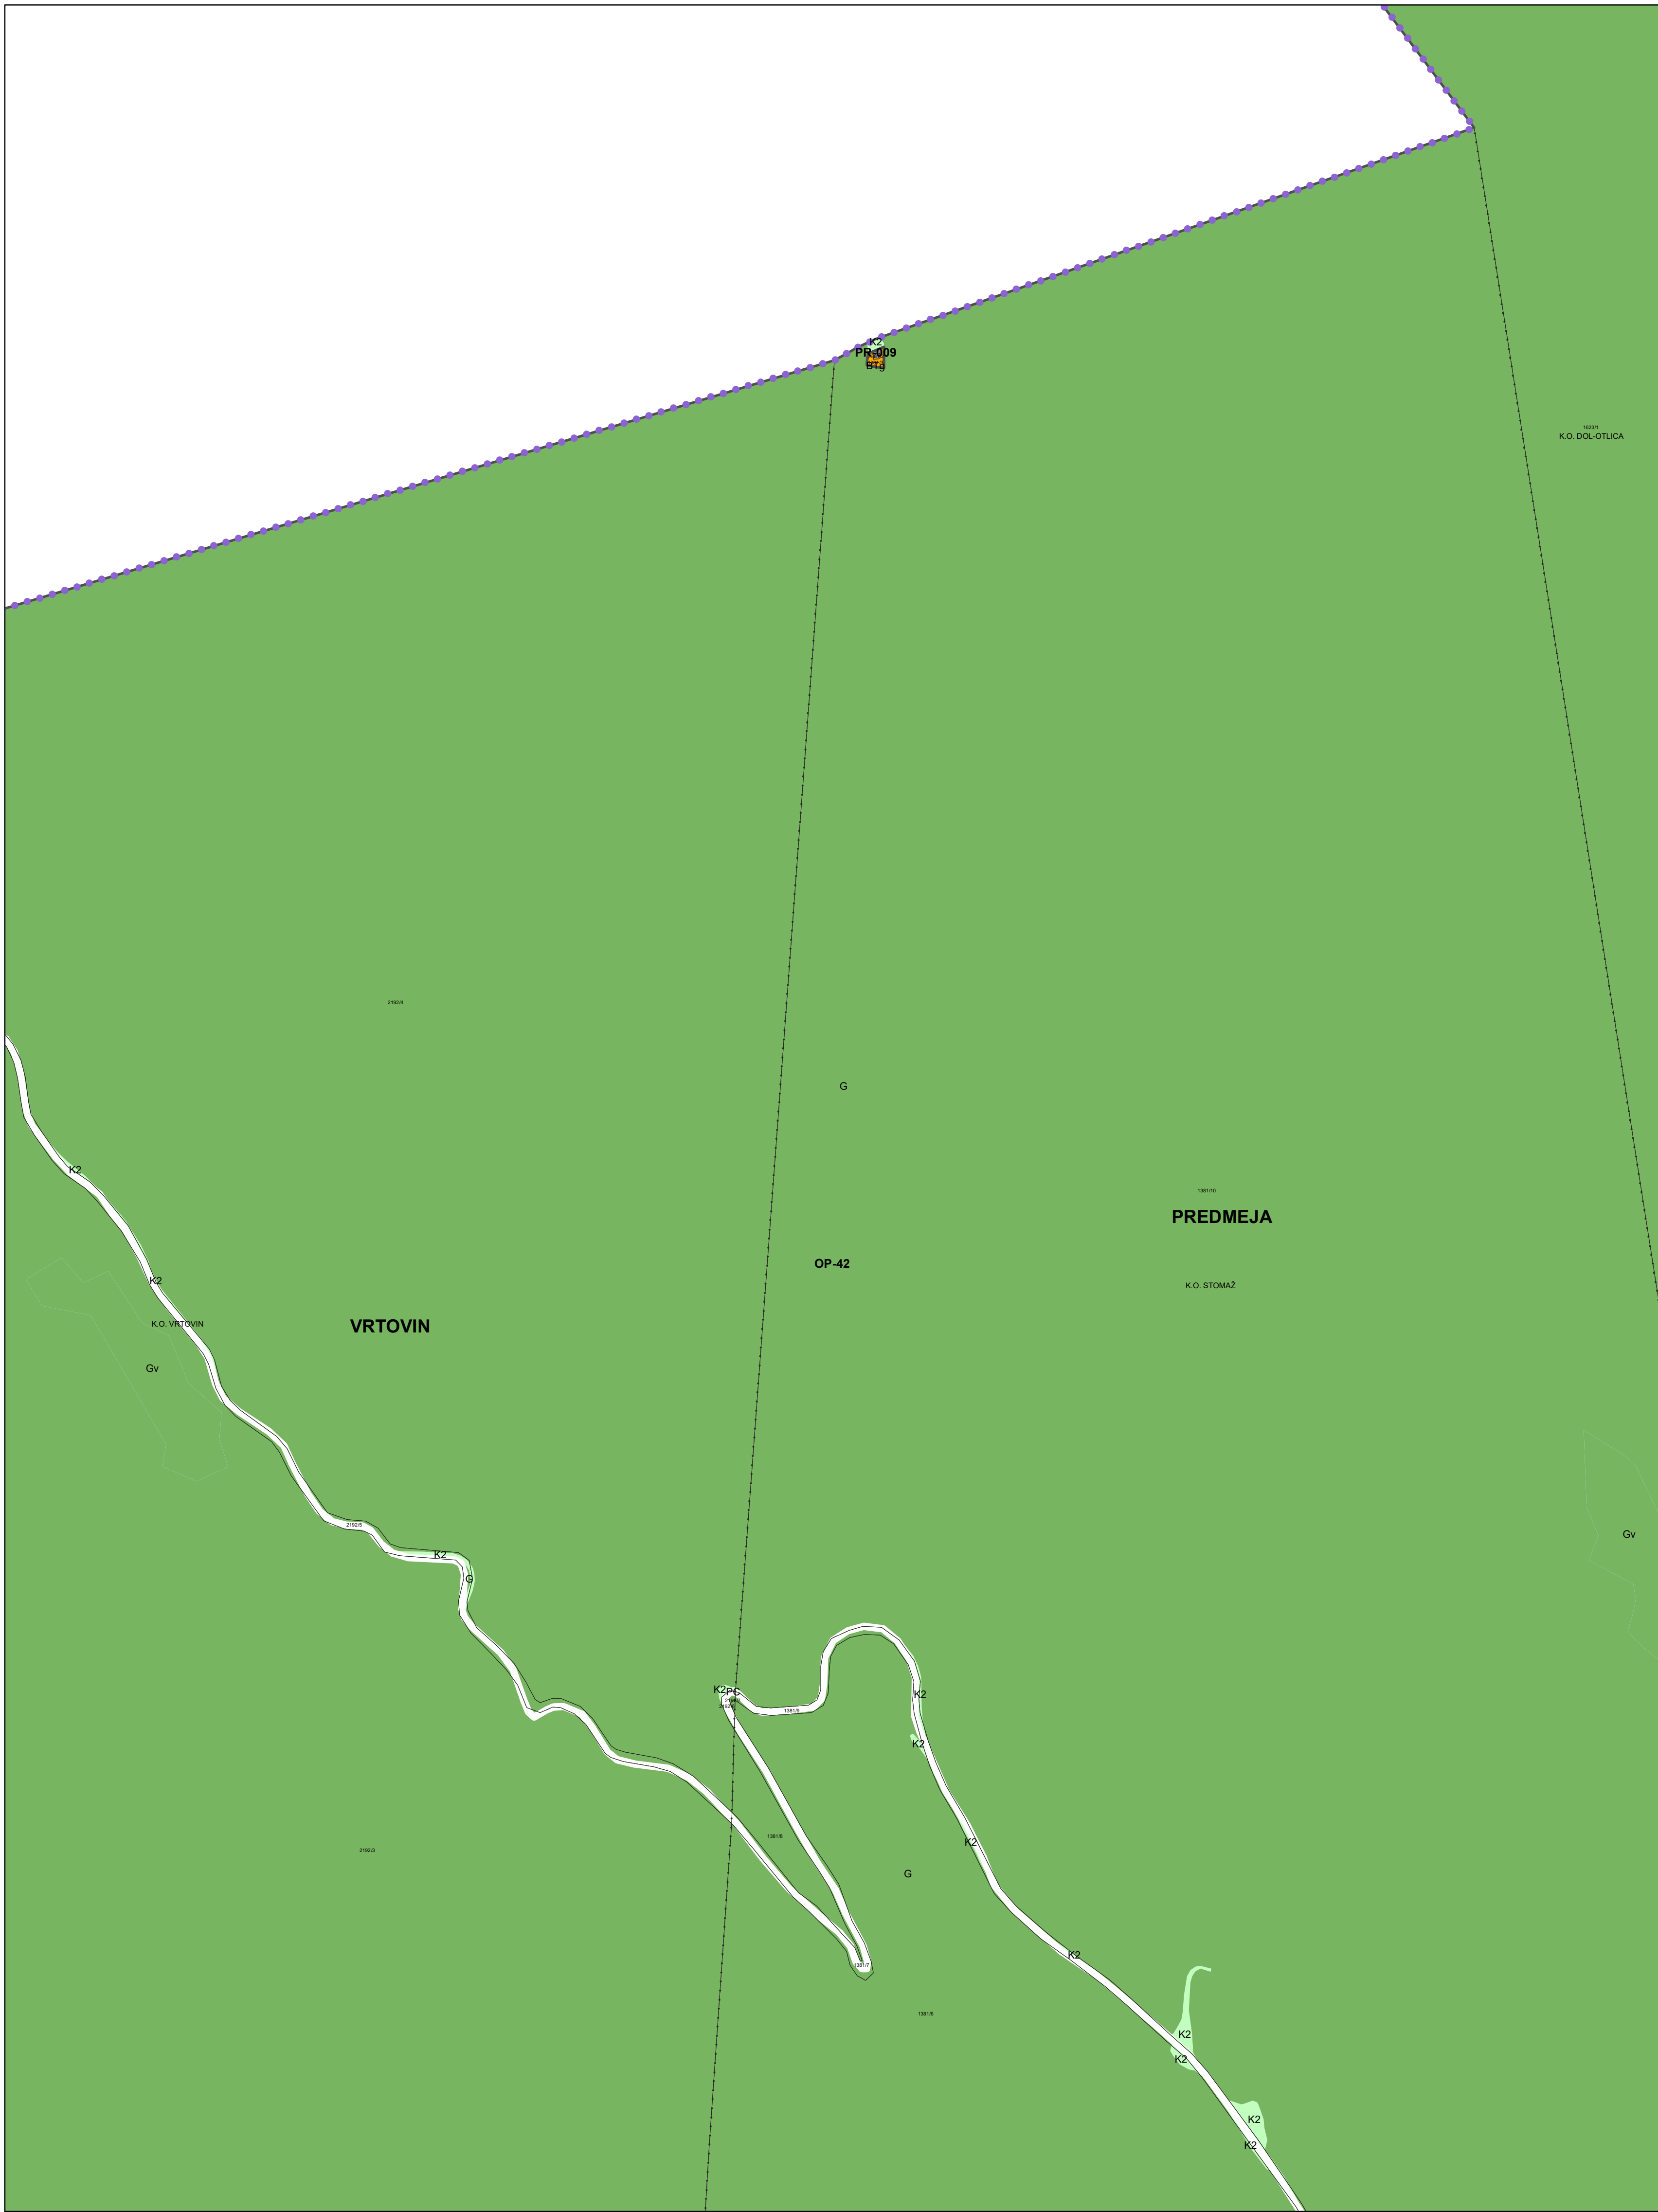 K2
PR-009
BTg
1623/1
K.O. DOL-OTLICA
2192/4
G
K2
1381/10
PREDMEJA
OP-42
K2
K.O. STOMAŽ
K.O. VRTOVIN
VRTOVIN
Gv
2192/5
Gv
K2
G
K2
PC
K2
1381/9
K2
1381/8
K2
2192/3
G
K2
1381/7
1381/6
K2
K2
K2
K2